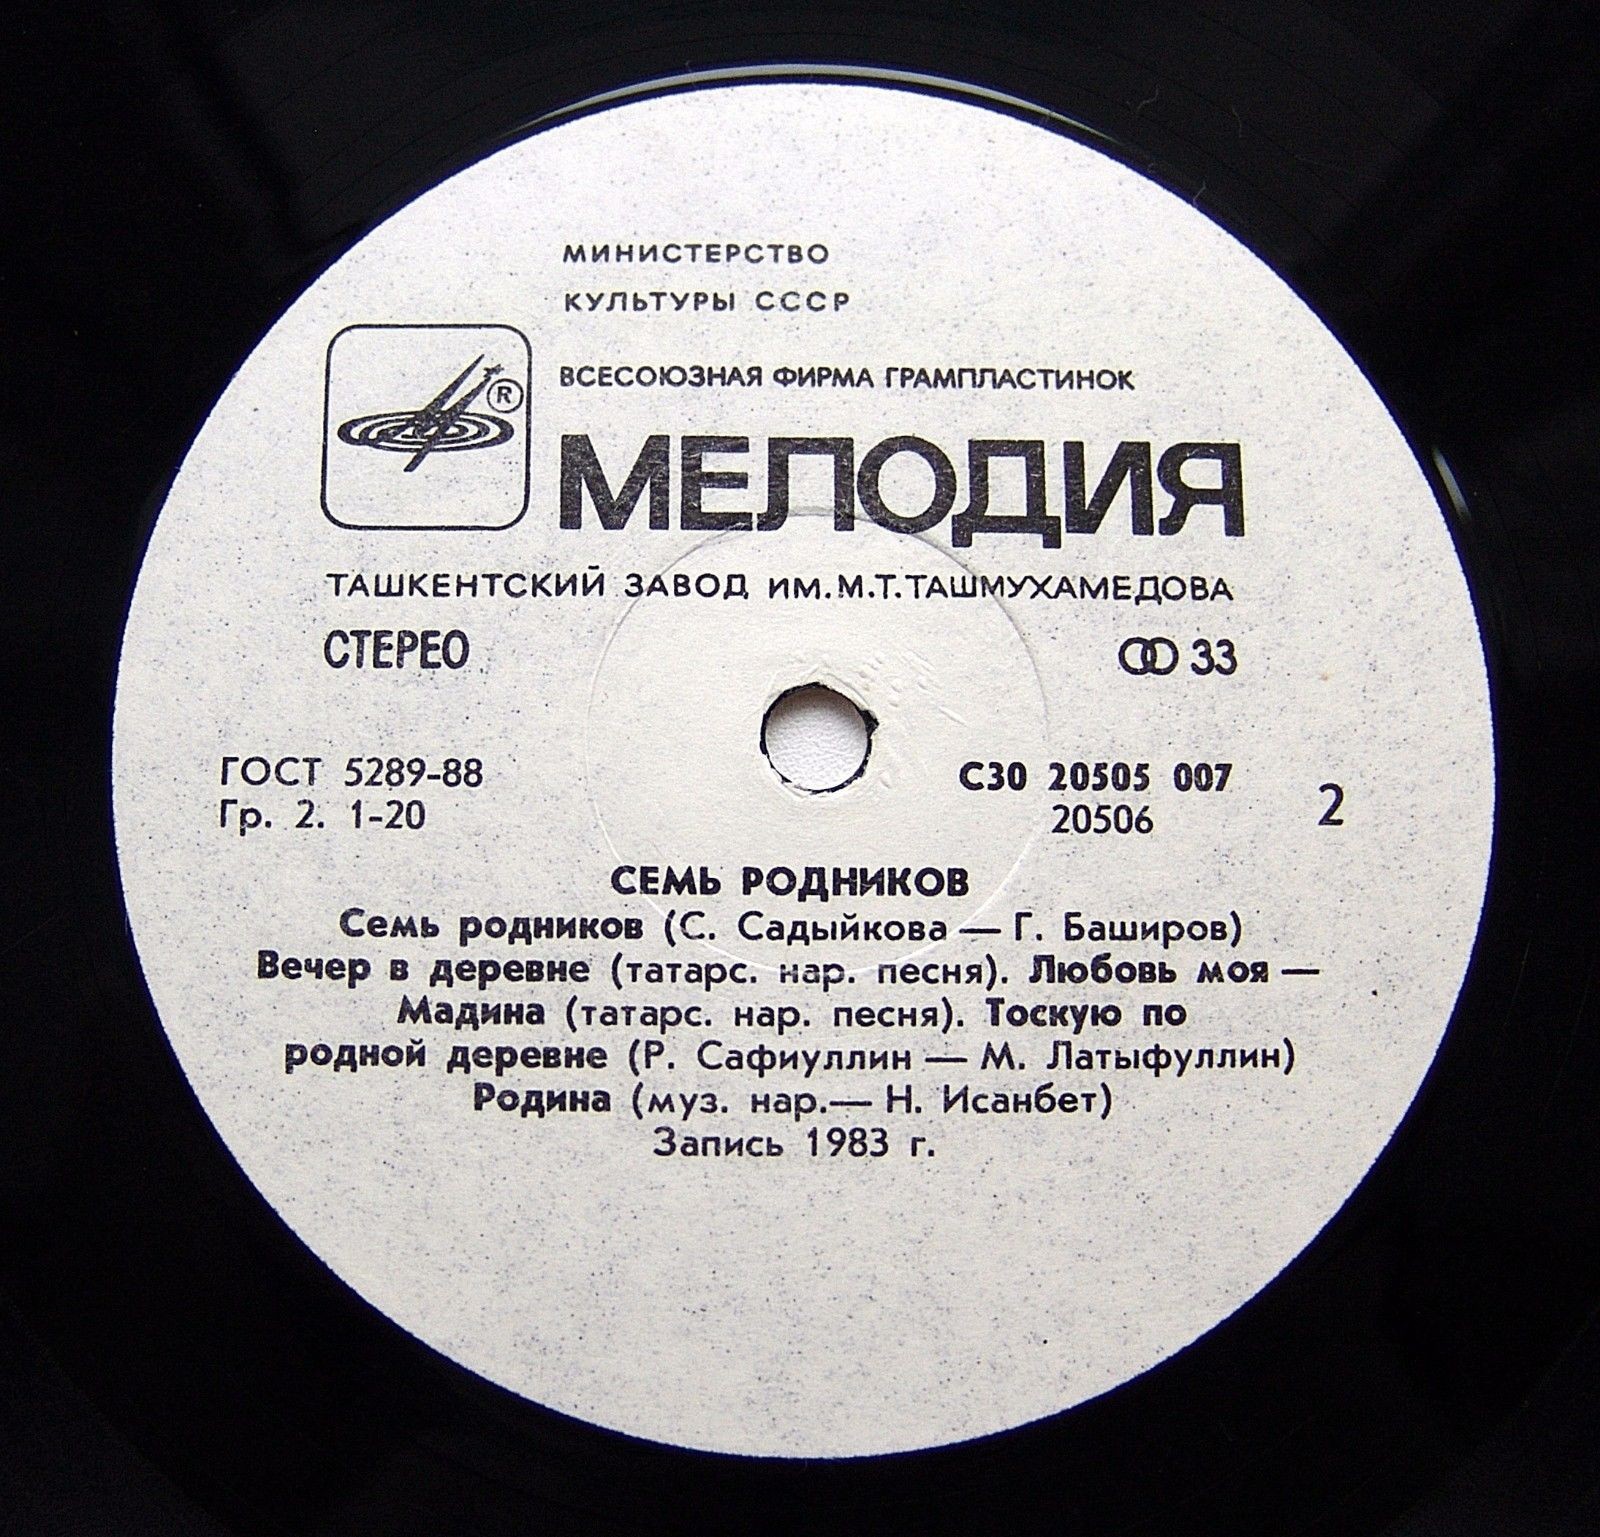 МИНИСТЕРСТВО
КУЛЬТУРЫ СССР
ВСЕСОЮЗНАЯ ФИРМА ГРАМПЛАСТИНОК
®
МЕЛОДИЯ
ТАШКЕНТСКИЙ ЗАВОД ИМ. М.Т. ТАШМУХАМЕДОВА
СТЕРЕО 33
ГОСТ 5289-88 С30 20505 007
Гр. 2. 1-20 20506 2
СЕМЬ РОДНИКОВ
Семь родников (С. Садыйкова — Г. Баширов)
Вечер в деревне (татарс. нар. песня). Любовь моя —
Мадина (татарс. нар. песня). Тоскую по
родной деревне (Р. Сафиуллин — М. Латыфуллин)
Родина (муз. нар.— Н. Исанбет)
Запись 1983 г.